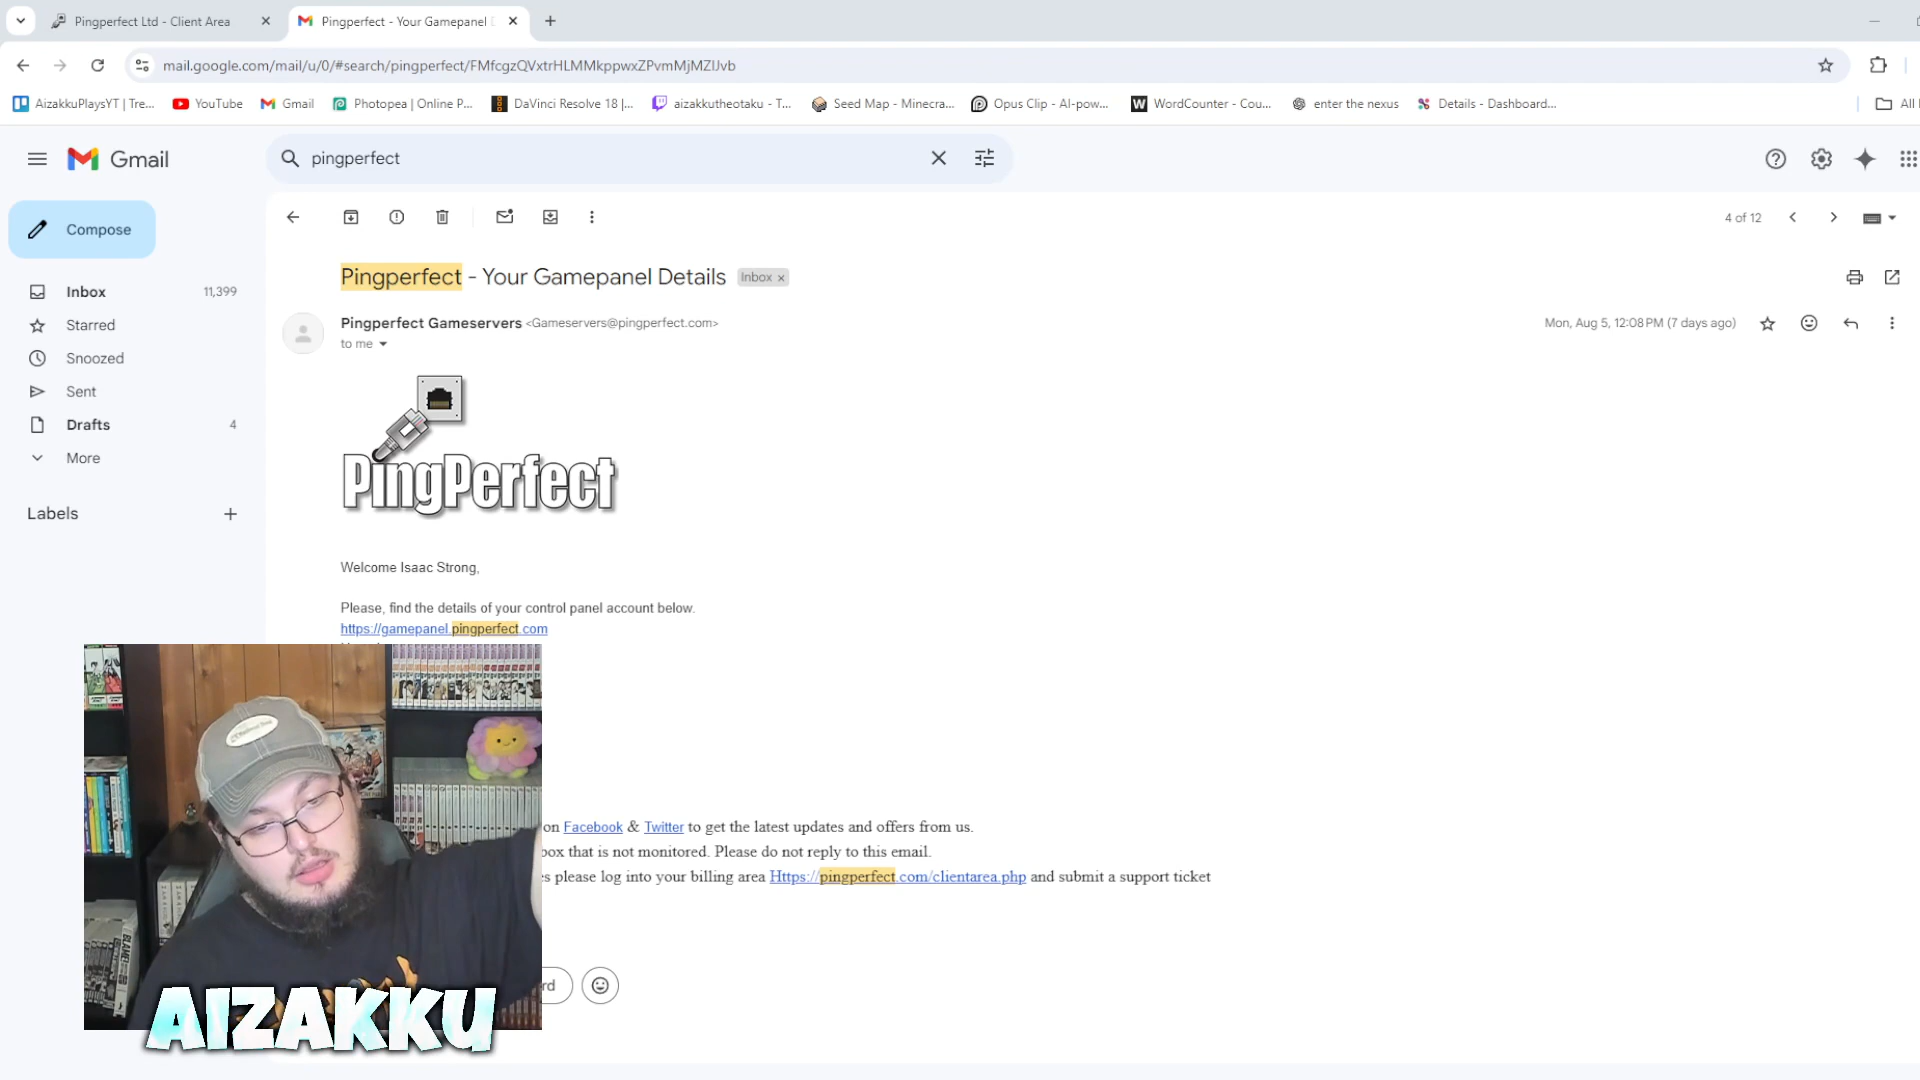 Pingperfect Ltd - Client Area
Pingperfect - Your Gamepanel
mail.google.com/mail/u/0/#search/pingperfect/FMfcgzQVxtrHLMMkppwxZPvmMjMZlJvb
AizakkuPlaysYT | Tre...
YouTube
Gmail
Photopea | Online P...
DaVinci Resolve 18 |...
aizakkutheotaku - T...
Seed Map - Minecra...
Opus Clip - AI-pow...
WordCounter - Cou...
enter the nexus
Details - Dashboard...
All
Gmail
pingperfect
Compose
4 of 12
Pingperfect - Your Gamepanel Details
Inbox
Inbox 11,399
Starred
Snoozed
Sent
Drafts 4
More
Labels
Pingperfect Gameservers <Gameservers@pingperfect.com>
Mon, Aug 5, 12:08 PM (7 days ago)
to me
PingPerfect
Welcome Isaac Strong,
Please, find the details of your control panel account below.
https://gamepanel.pingperfect.com
on Facebook & Twitter to get the latest updates and offers from us.
box that is not monitored. Please do not reply to this email.
s please log into your billing area Https://pingperfect.com/clientarea.php and submit a support ticket
rd
AIZAKKU